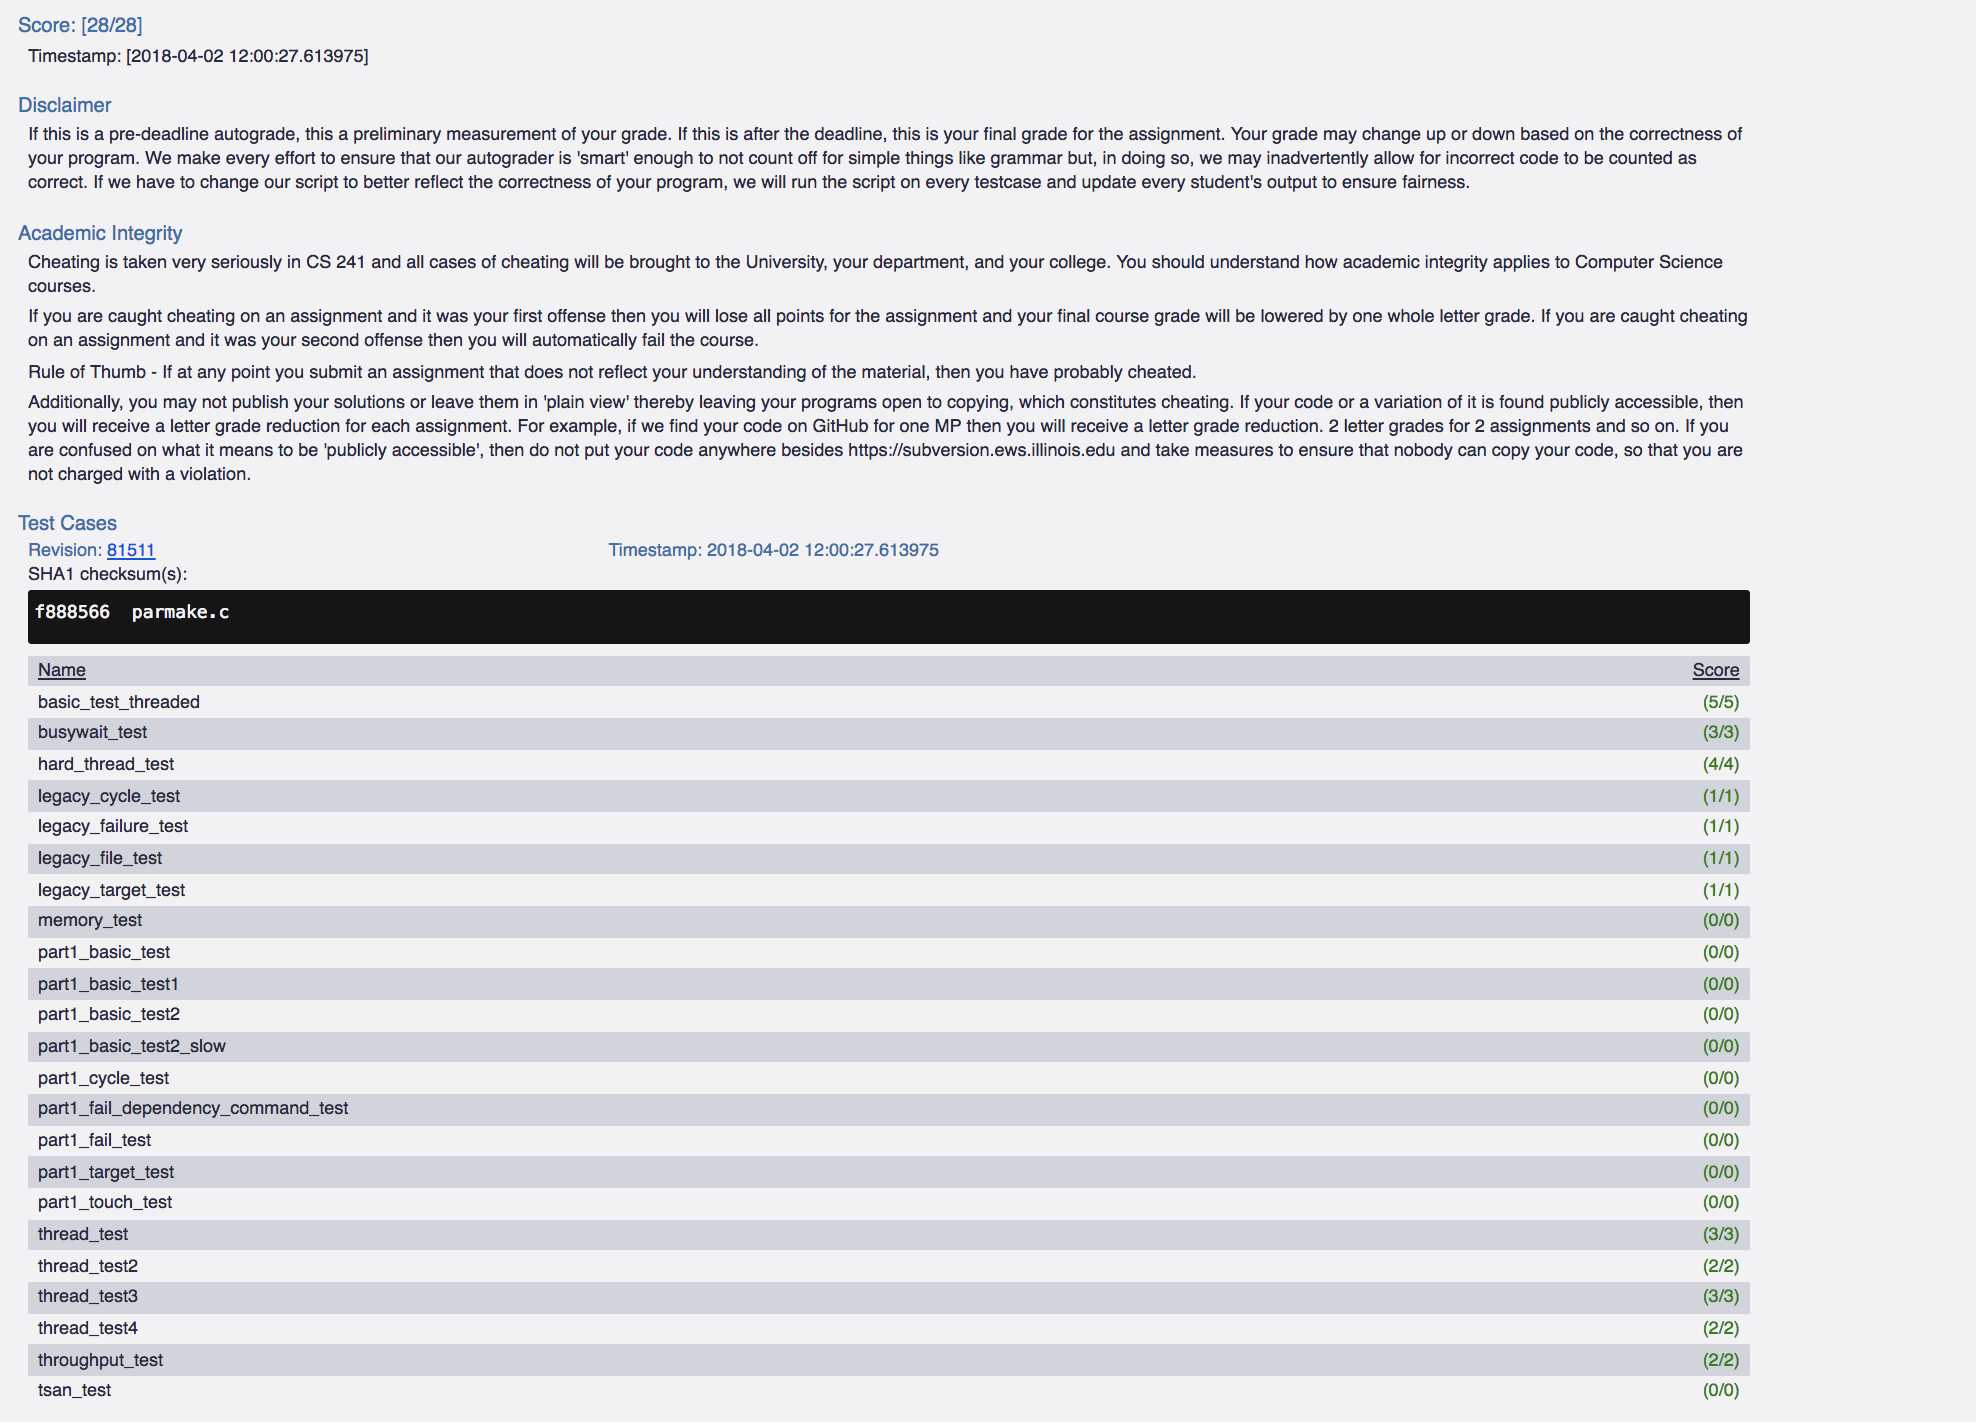 Score: [28/28]
Timestamp: [2018-04-02 12:00:27.613975]
Disclaimer
If this is a pre-deadline autograde, this a preliminary measurement of your grade. If this is after the deadline, this is your final grade for the assignment. Your grade may change up or down based on the correctness of
your program. We make every effort to ensure that our autograder is 'smart' enough to not count off for simple things like grammar but, in doing so, we may inadvertently allow for incorrect code to be counted as
correct. If we have to change our script to better reflect the correctness of your program, we will run the script on every testcase and update every student's output to ensure fairness.
Academic Integrity
Cheating is taken very seriously in CS 241 and all cases of cheating will be brought to the University, your department, and your college. You should understand how academic integrity applies to Computer Science
courses.
If you are caught cheating on an assignment and it was your first offense then you will lose all points for the assignment and your final course grade will be lowered by one whole letter grade. If you are caught cheating
on an assignment and it was your second offense then you will automatically fail the course.
Rule of Thumb - If at any point you submit an assignment that does not reflect your understanding of the material, then you have probably cheated.
Additionally, you may not publish your solutions or leave them in 'plain view' thereby leaving your programs open to copying, which constitutes cheating. If your code or a variation of it is found publicly accessible, then
you will receive a letter grade reduction for each assignment. For example, if we find your code on GitHub for one MP then you will receive a letter grade reduction. 2 letter grades for 2 assignments and so on. If you
are confused on what it means to be 'publicly accessible', then do not put your code anywhere besides https://subversion.ews.illinois.edu and take measures to ensure that nobody can copy your code, so that you are
not charged with a violation.
Test Cases
Revision: 81511 Timestamp: 2018-04-02 12:00:27.613975
SHA1 checksum(s):
f888566 parmake.c
Name Score
basic_test_threaded (5/5)
busywait_test (3/3)
hard_thread_test (4/4)
legacy_cycle_test (1/1)
legacy_failure_test (1/1)
legacy_file_test (1/1)
legacy_target_test (1/1)
memory_test (0/0)
part1_basic_test (0/0)
part1_basic_test1 (0/0)
part1_basic_test2 (0/0)
part1_basic_test2_slow (0/0)
part1_cycle_test (0/0)
part1_fail_dependency_command_test (0/0)
part1_fail_test (0/0)
part1_target_test (0/0)
part1_touch_test (0/0)
thread_test (3/3)
thread_test2 (2/2)
thread_test3 (3/3)
thread_test4 (2/2)
throughput_test (2/2)
tsan_test (0/0)